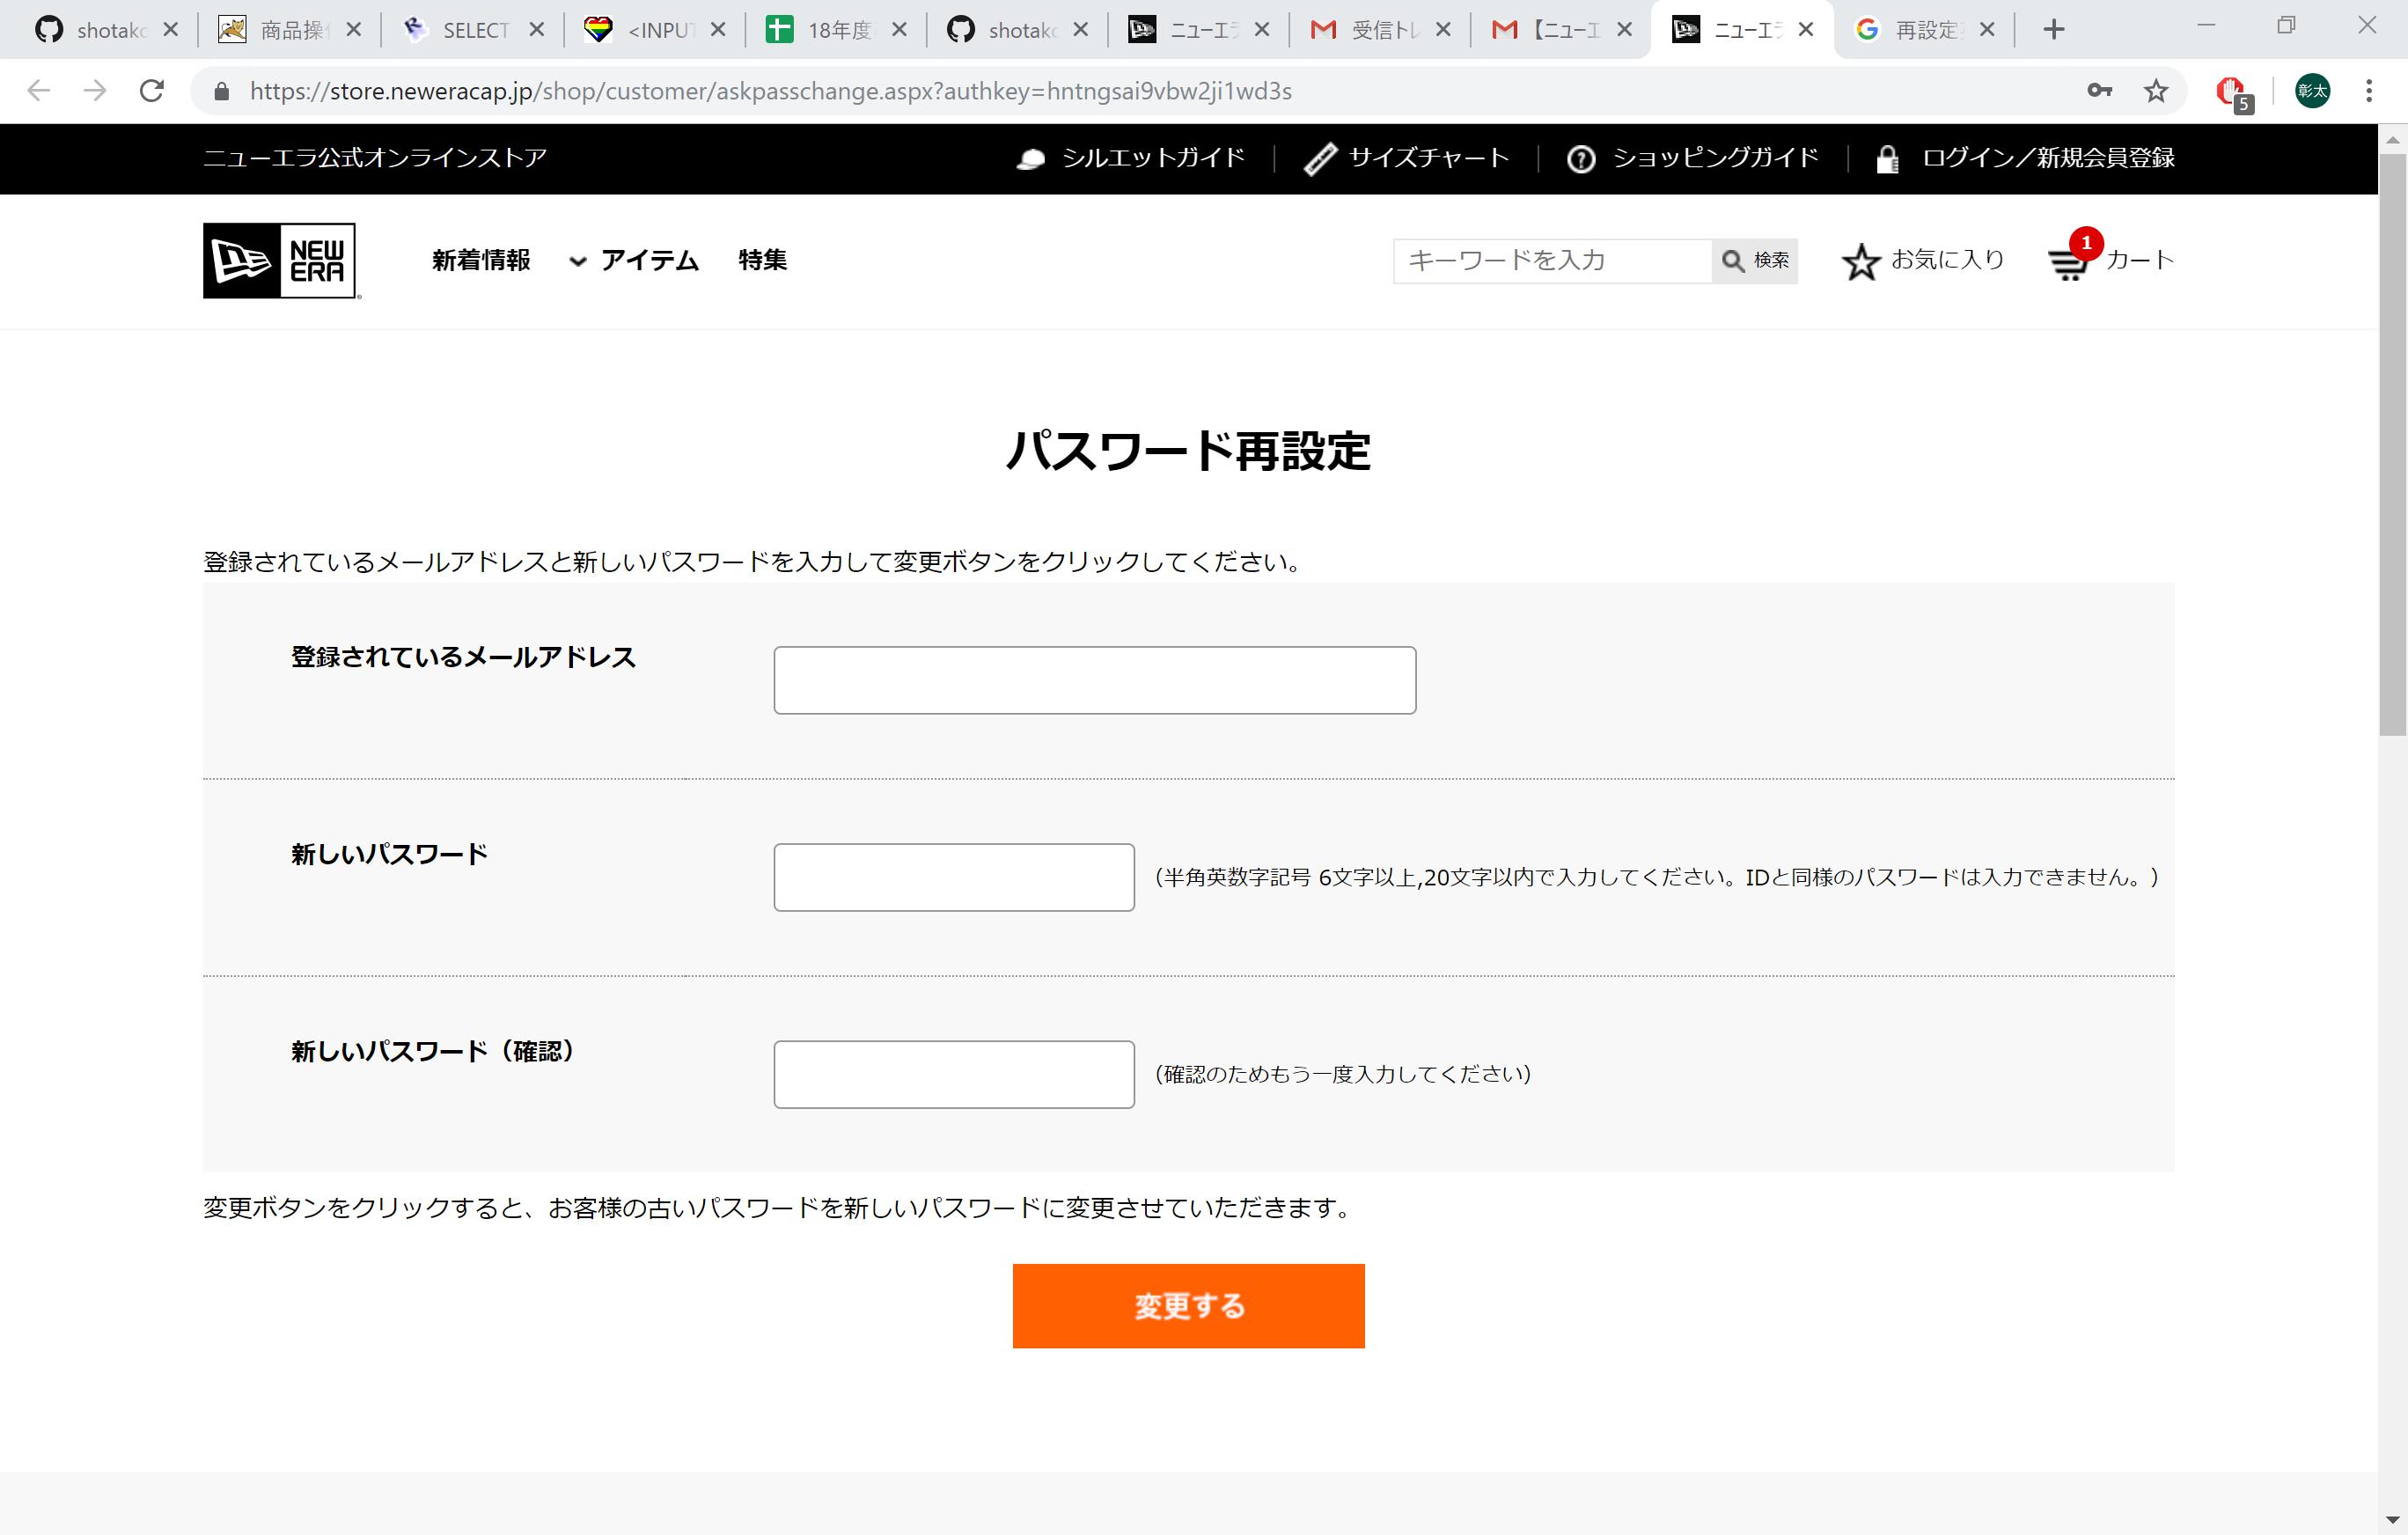 shotako
商品操作
SELECT
<INPUT
18年度
shotako
ニューエラ
受信トレ
【ニューエ
ニューエラ
再設定
https://store.neweracap.jp/shop/customer/askpasschange.aspx?authkey=hntngsai9vbw2ji1wd3s
5
彰太
ニューエラ公式オンラインストア
シルエットガイド
サイズチャート
ショッピングガイド
ログイン／新規会員登録
NEW ERA
新着情報
アイテム
特集
キーワードを入力
検索
お気に入り
1
カート
パスワード再設定
登録されているメールアドレスと新しいパスワードを入力して変更ボタンをクリックしてください。
登録されているメールアドレス
新しいパスワード
（半角英数字記号 6文字以上,20文字以内で入力してください。IDと同様のパスワードは入力できません。）
新しいパスワード（確認）
（確認のためもう一度入力してください）
変更ボタンをクリックすると、お客様の古いパスワードを新しいパスワードに変更させていただきます。
変更する